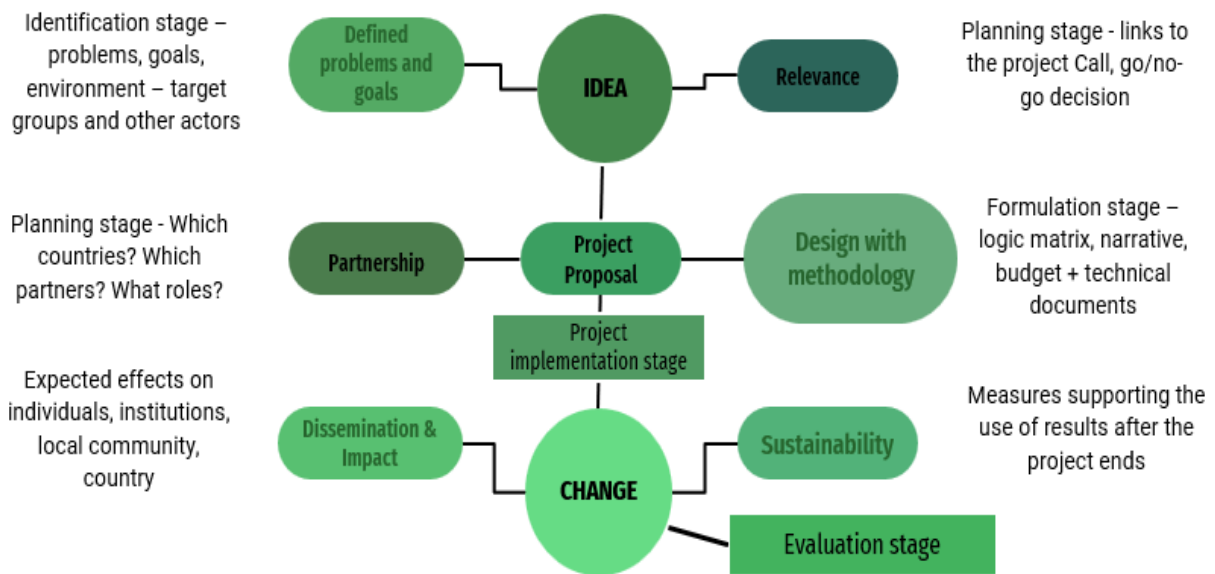 Identification stage –
problems, goals,
environment – target
groups and other actors
Defined
problems and
goals
IDEA
Relevance
Planning stage - links to
the project Call, go/no-
go decision
Planning stage - Which
countries? Which
partners? What roles?
Partnership
Project
Proposal
Design with
methodology
Formulation stage –
logic matrix, narrative,
budget + technical
documents
Project
implementation stage
Expected effects on
individuals, institutions,
local community,
country
Dissemination &
Impact
CHANGE
Sustainability
Measures supporting the
use of results after the
project ends
Evaluation stage